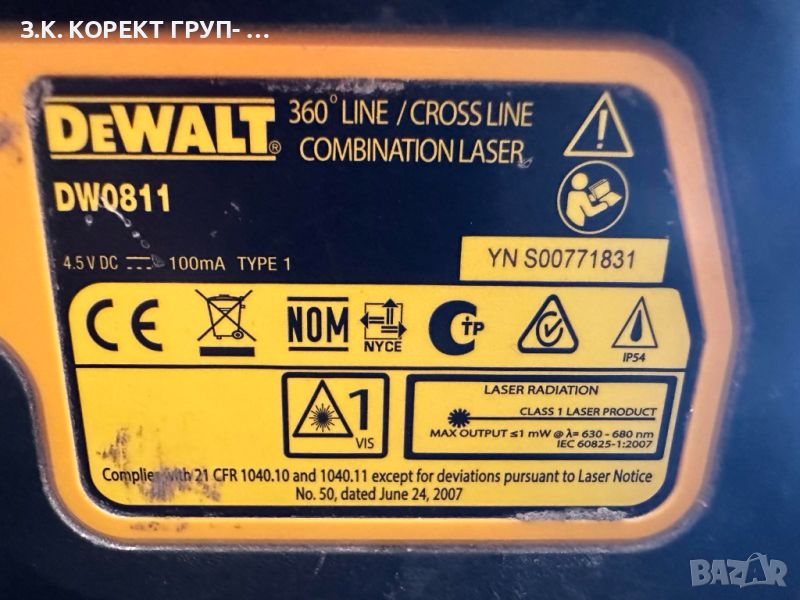 З.К. КОРЕКТ ГРУП- ...
DEWALT®
360° LINE / CROSS LINE
COMBINATION LASER
DW0811
4.5 V DC 100mA TYPE 1
YN S00771831
CE NOM NYCE C TP IP54
1
VIS
LASER RADIATION
CLASS 1 LASER PRODUCT
MAX OUTPUT ≤1 mW @ λ= 630 - 680 nm
IEC 60825-1:2007
Complies with 21 CFR 1040.10 and 1040.11 except for deviations pursuant to Laser Notice
No. 50, dated June 24, 2007
BAZAR